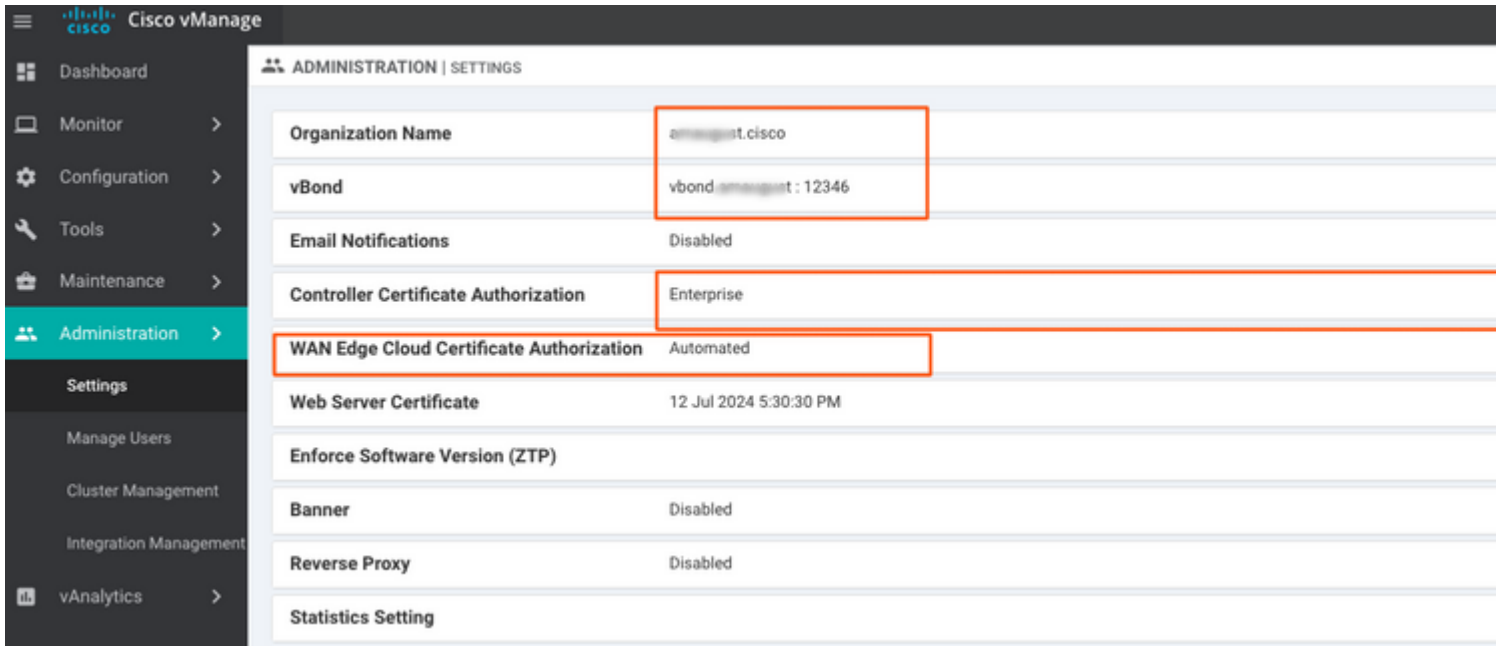 cisco Cisco vManage
Dashboard
Monitor
Configuration
Tools
Maintenance
Administration
Settings
Manage Users
Cluster Management
Integration Management
vAnalytics
ADMINISTRATION | SETTINGS
Organization Name t.cisco
vBond vbond t : 12346
Email Notifications Disabled
Controller Certificate Authorization Enterprise
WAN Edge Cloud Certificate Authorization Automated
Web Server Certificate 12 Jul 2024 5:30:30 PM
Enforce Software Version (ZTP)
Banner Disabled
Reverse Proxy Disabled
Statistics Setting